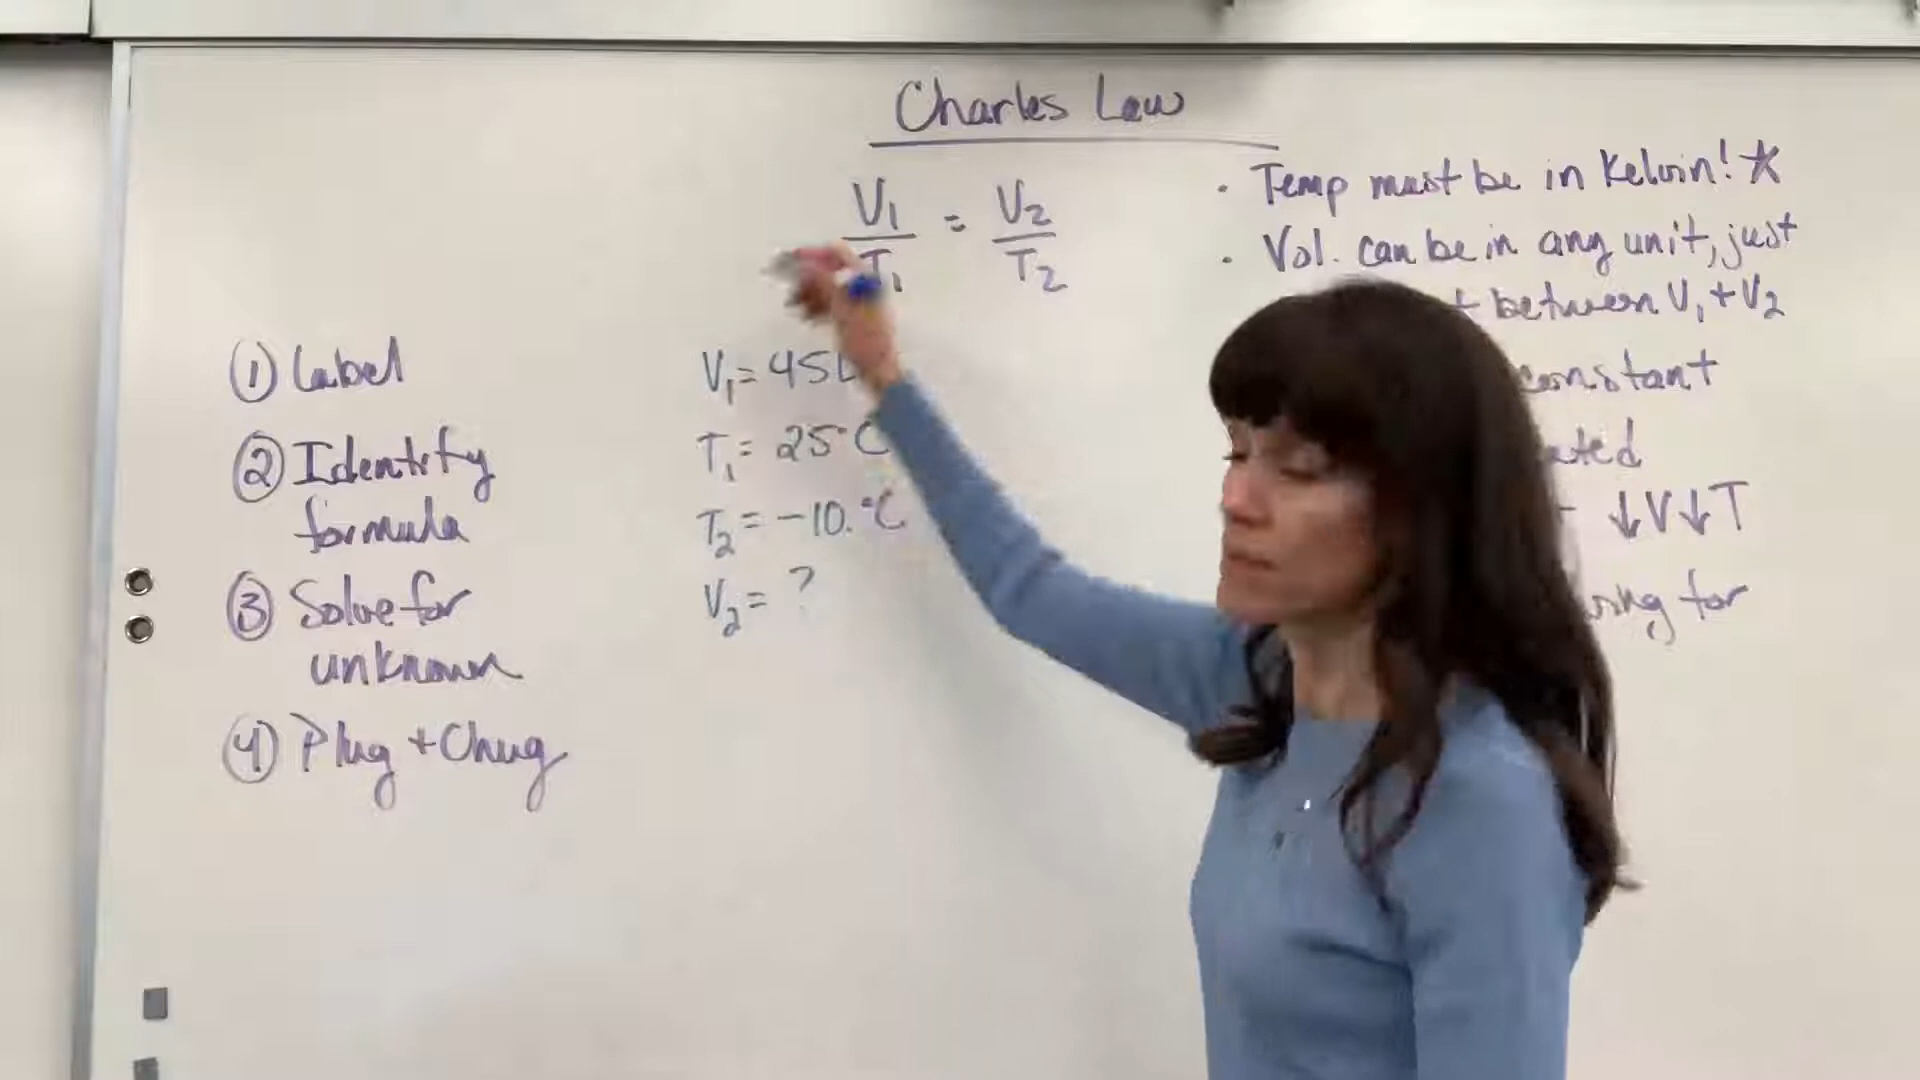 Charles Law
V₁/T₁ = V₂/T₂
① Label
② Identify
formula
③ Solve for
unknown
④ Plug + Chug
V₁ = 45L
T₁ = 25°C
T₂ = -10.°C
V₂ = ?
· Temp must be in Kelvin! ☆
· Vol. can be in any unit, just
between V₁ + V₂
constant
↓V↓T
for